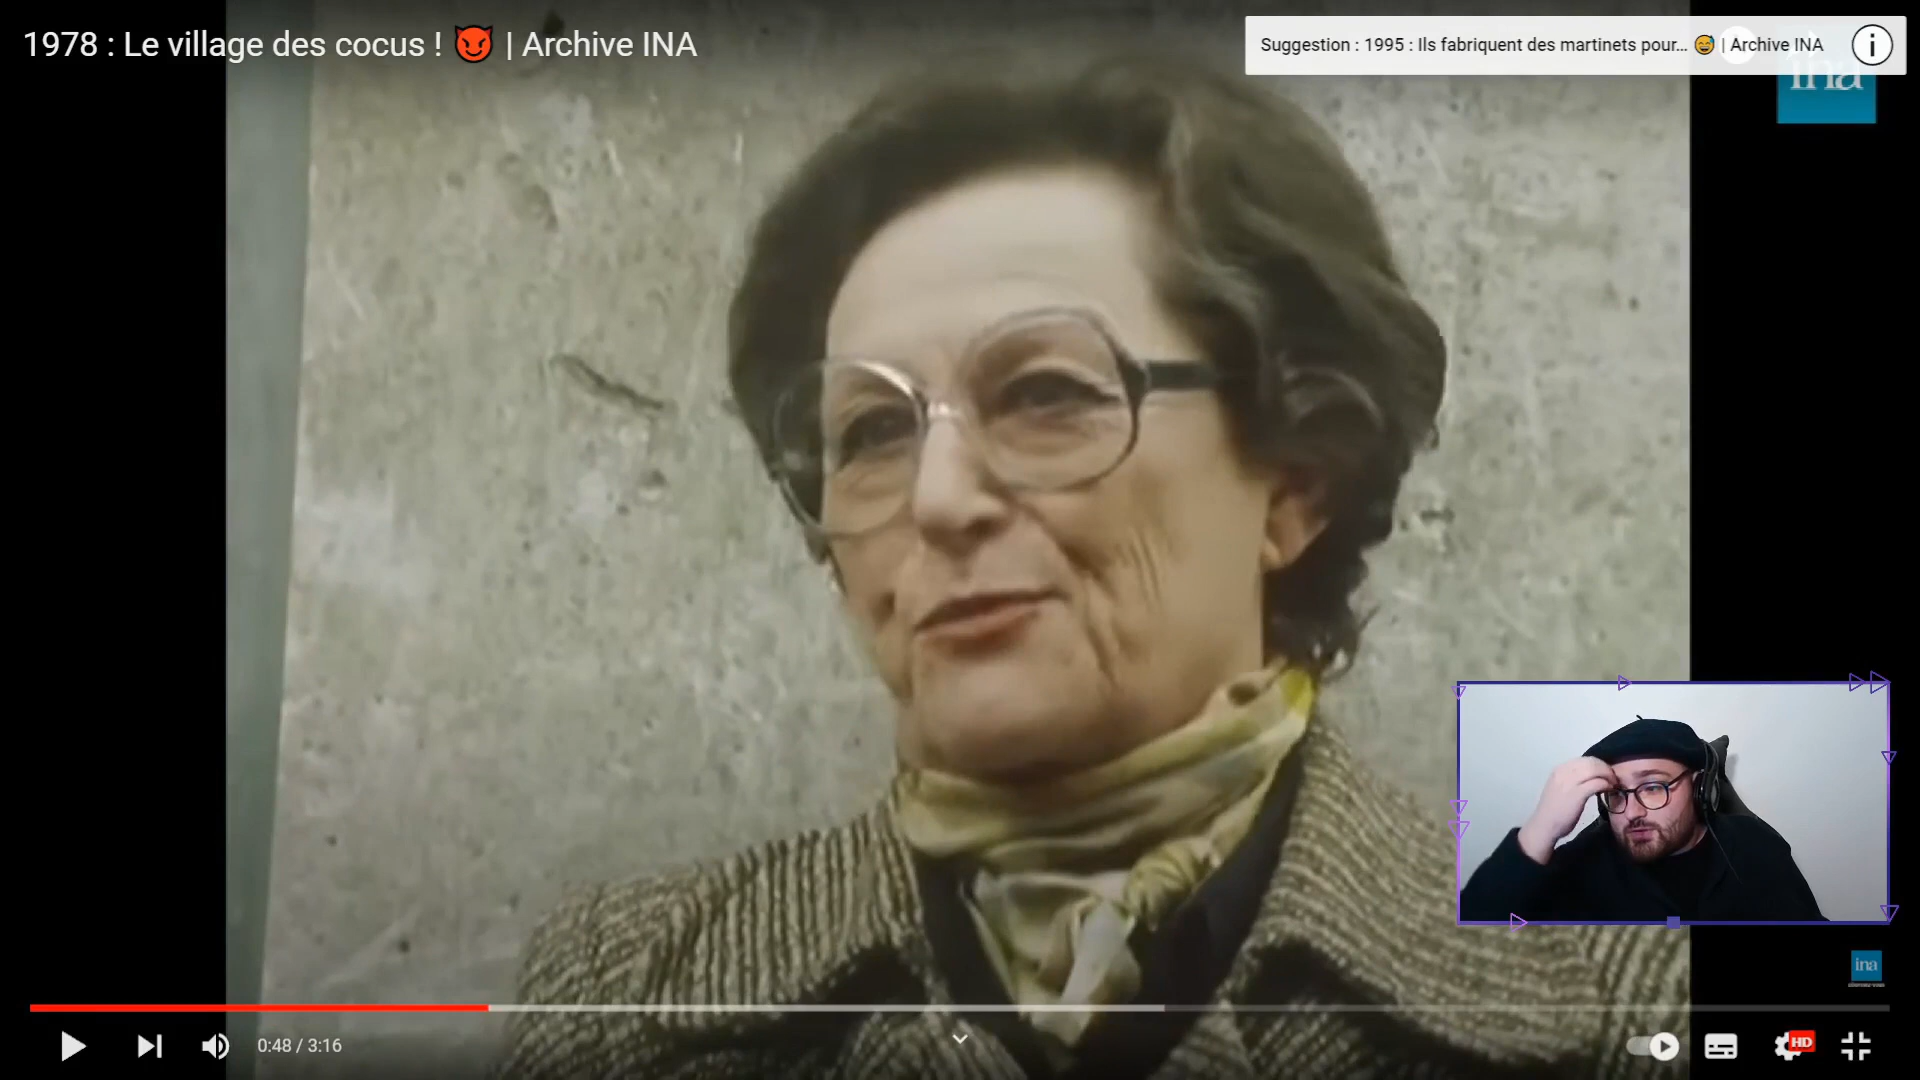 1978 : Le village des cocus ! 😈 | Archive INA
Suggestion : 1995 : Ils fabriquent des martinets pour... 😅 | Archive INA
ina
ina
0:48 / 3:16
HD